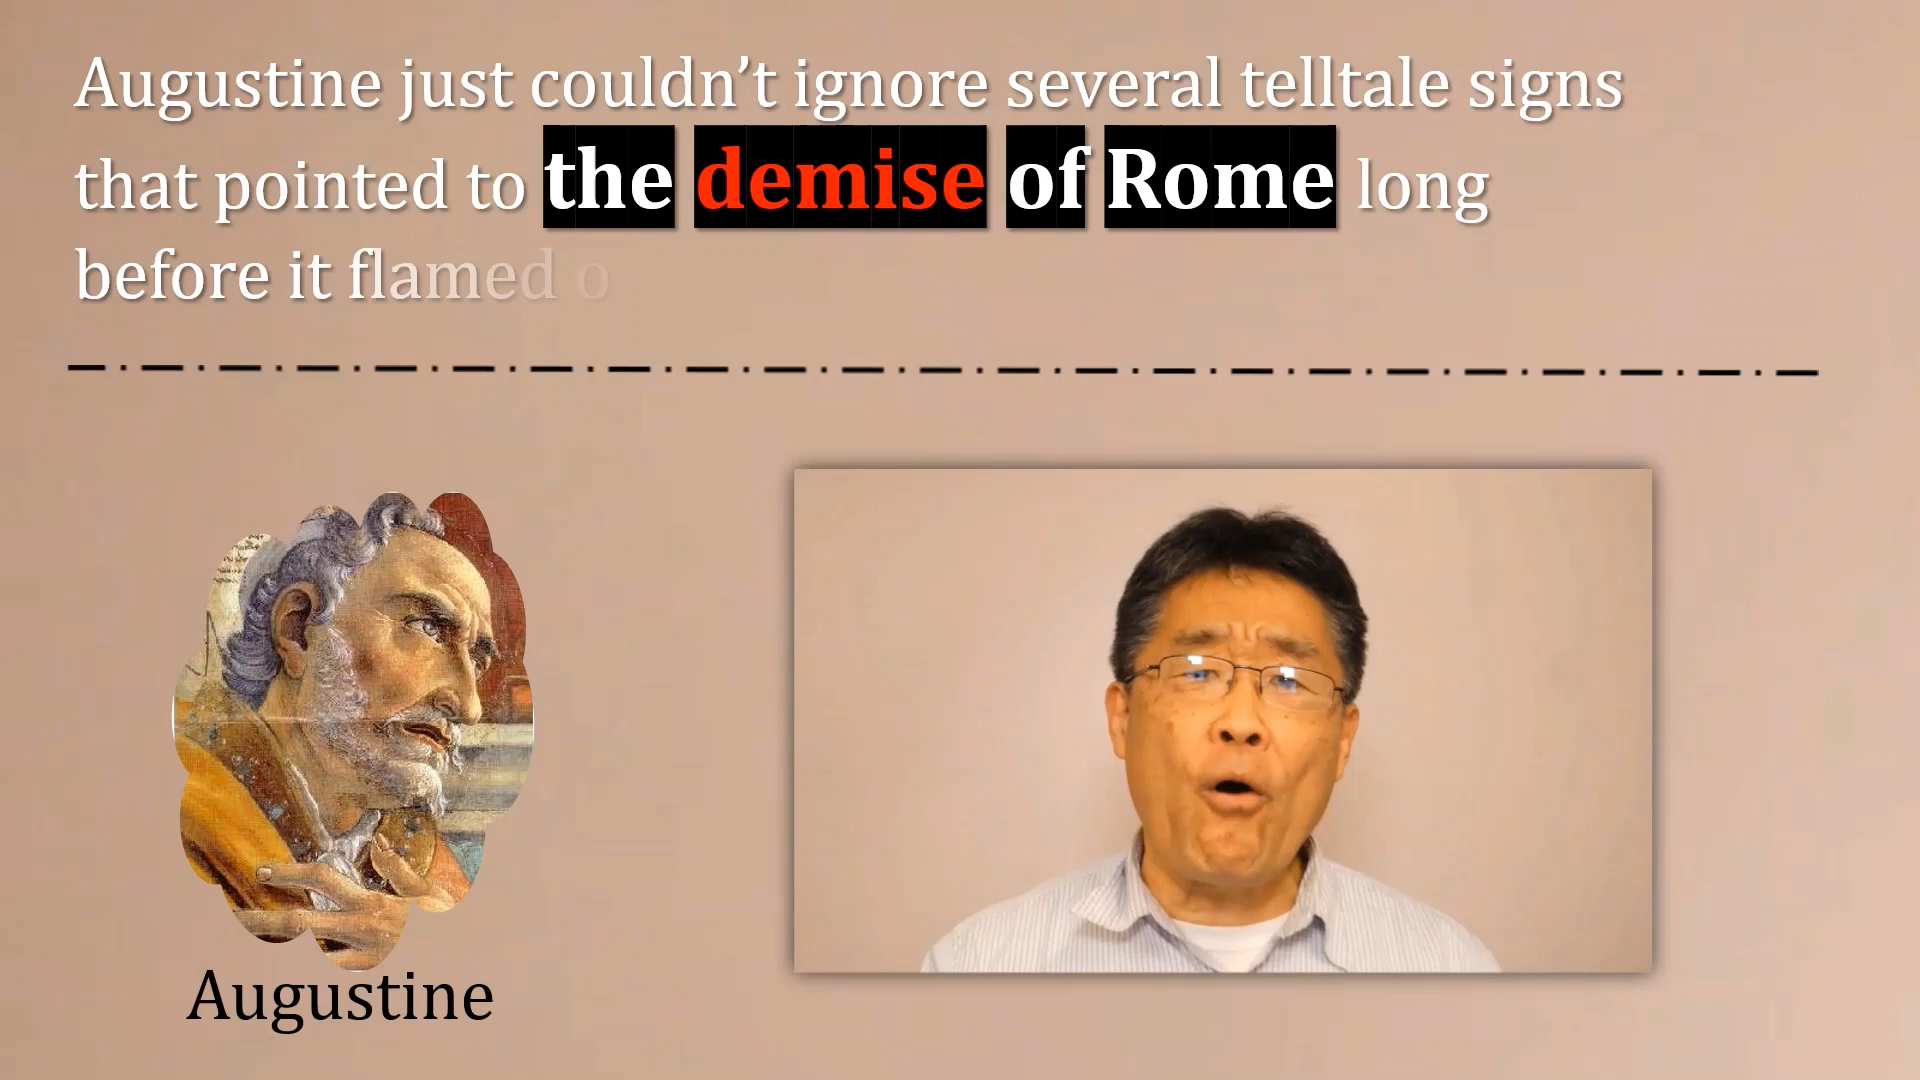 Augustine just couldn’t ignore several telltale signs
that pointed to the demise of Rome long
before it flamed o
Augustine